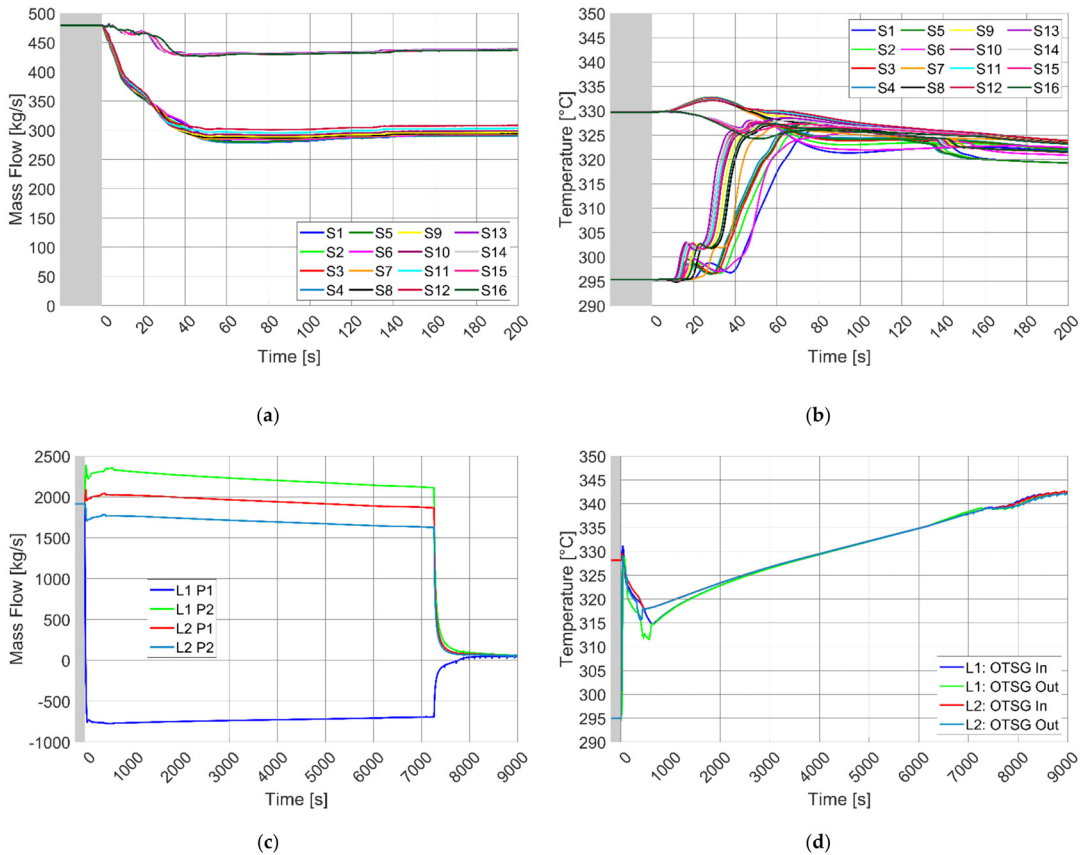 500
450
400
350
300
250
200
150
100
50
0
Mass Flow [kg/s]
S1 S5 S9 S13
S2 S6 S10 S14
S3 S7 S11 S15
S4 S8 S12 S16
0 20 40 60 80 100 120 140 160 180 200
Time [s]
(a)
350
345
340
335
330
325
320
315
310
305
300
295
290
Temperature [°C]
S1 S5 S9 S13
S2 S6 S10 S14
S3 S7 S11 S15
S4 S8 S12 S16
0 20 40 60 80 100 120 140 160 180 200
Time [s]
(b)
2500
2000
1500
1000
500
0
-500
-1000
Mass Flow [kg/s]
L1 P1
L1 P2
L2 P1
L2 P2
0 1000 2000 3000 4000 5000 6000 7000 8000 9000
Time [s]
(c)
350
345
340
335
330
325
320
315
310
305
300
295
290
Temperature [°C]
L1: OTSG In
L1: OTSG Out
L2: OTSG In
L2: OTSG Out
0 1000 2000 3000 4000 5000 6000 7000 8000 9000
Time [s]
(d)